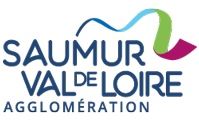 SAUMUR
VAL DE LOIRE
AGGLOMÉRATION